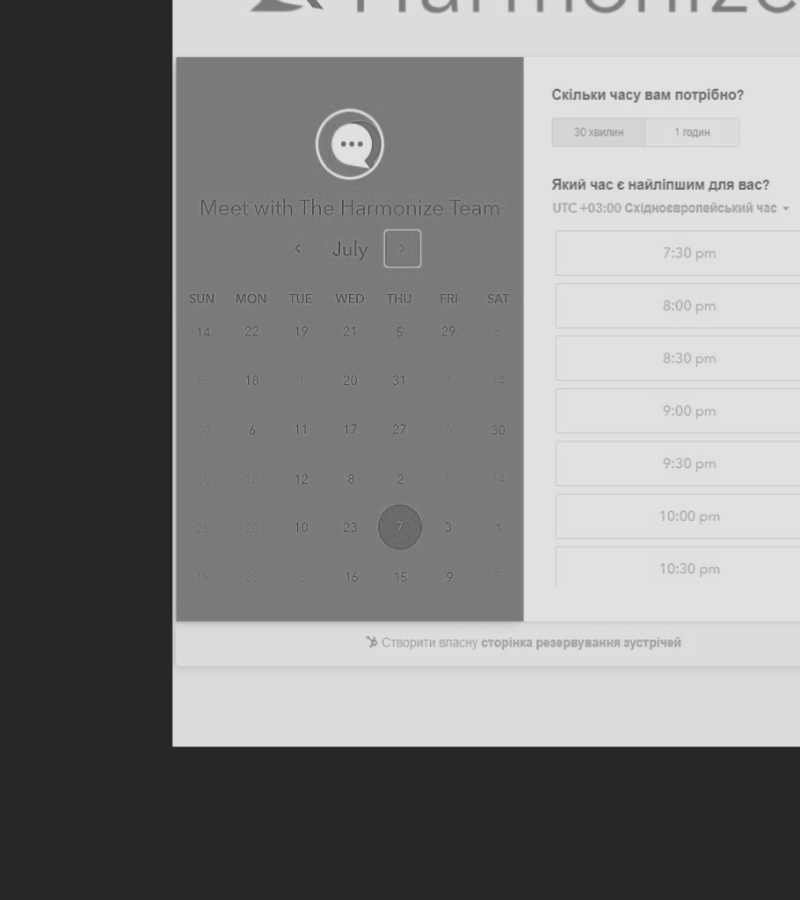 Harmonize
Meet with The Harmonize Team
July
SUN MON TUE WED THU FRI SAT
14 22 19 21 5 29 6
13 18 20 31 14
30 6 11 17 27 6 30
30 18 12 8 2 5 14
26 20 10 23 7 3 1
19 28 3 16 15 9 5
Скільки часу вам потрібно?
30 хвилин 1 годин
Який час є найліпшим для вас?
UTC +03:00 Східноєвропейський час
7:30 pm
8:00 pm
8:30 pm
9:00 pm
9:30 pm
10:00 pm
10:30 pm
Створити власну сторінка резервування зустрічей